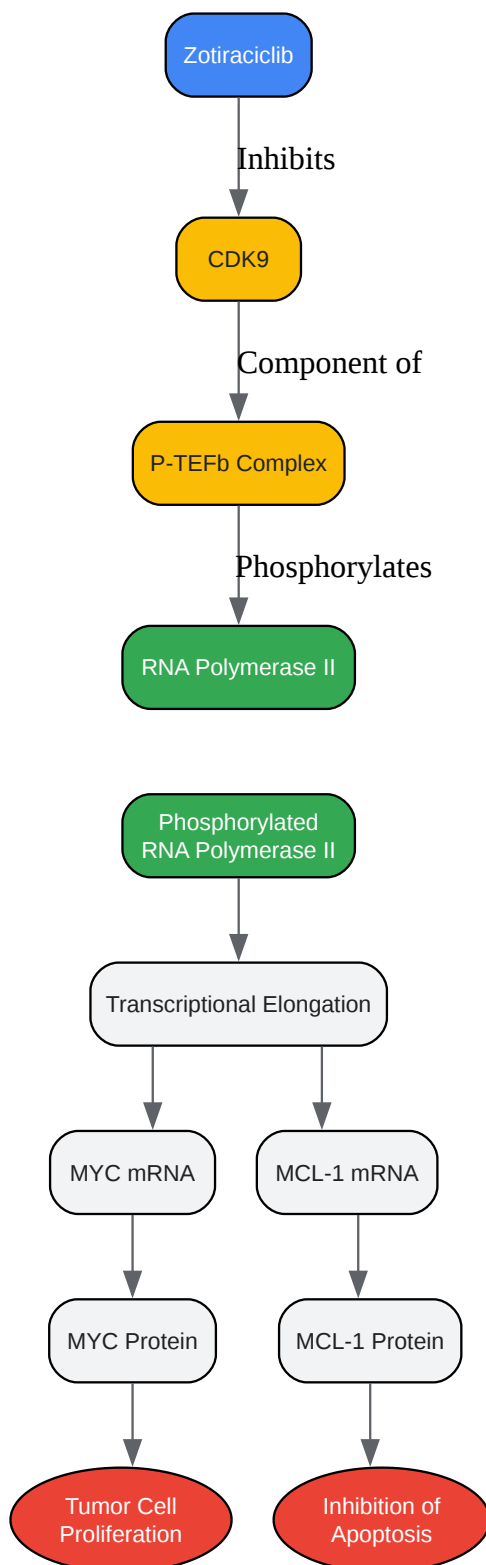 Zotiraciclib
Inhibits
CDK9
Component of
P-TEFb Complex
Phosphorylates
RNA Polymerase II
Phosphorylated
RNA Polymerase II
Transcriptional Elongation
MYC mRNA
MCL-1 mRNA
MYC Protein
MCL-1 Protein
Tumor Cell
Proliferation
Inhibition of
Apoptosis